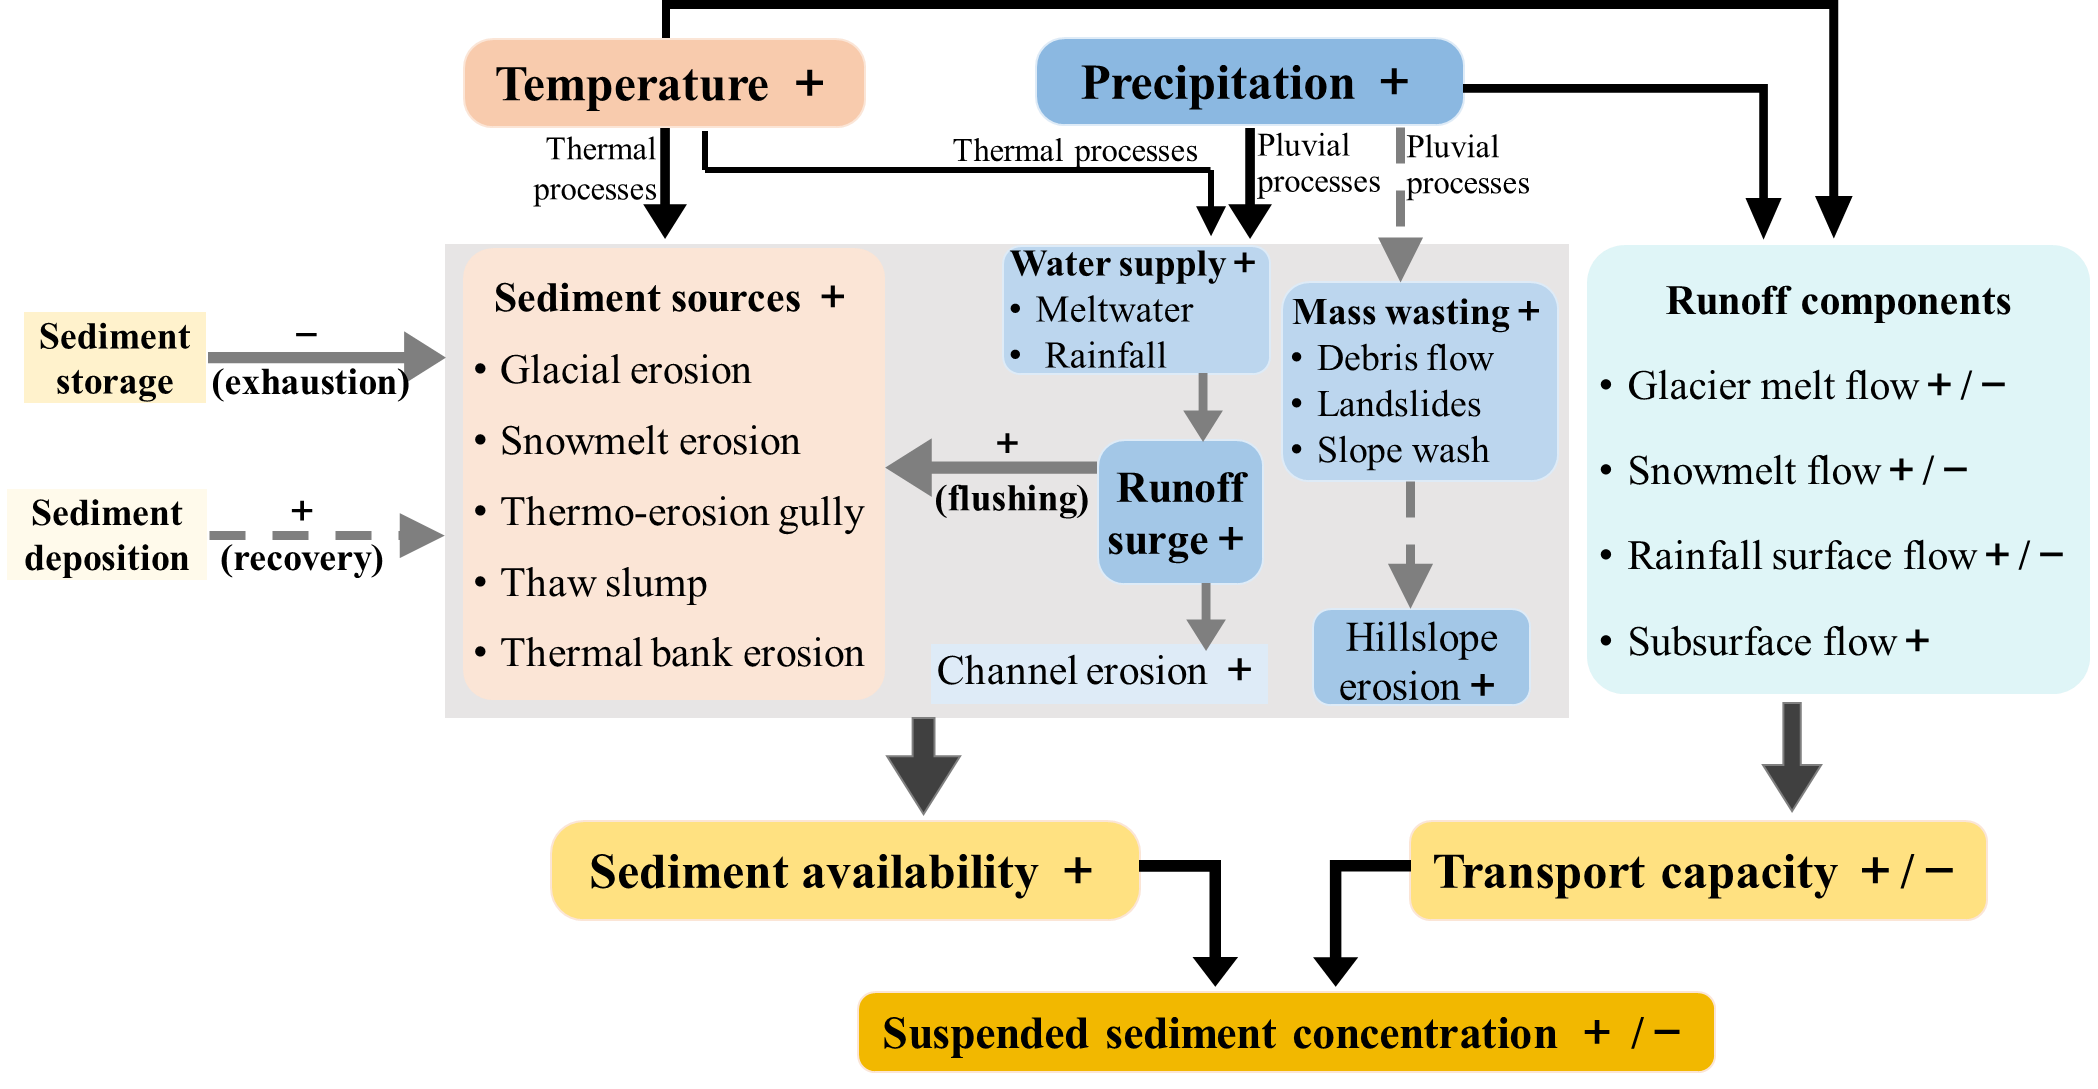 Temperature +
Precipitation +
Thermal
processes
Thermal processes
Pluvial
processes
Pluvial
processes
Sediment
storage
−
(exhaustion)
Sediment
deposition
+
(recovery)
Sediment sources +
• Glacial erosion
• Snowmelt erosion
• Thermo-erosion gully
• Thaw slump
• Thermal bank erosion
Water supply +
• Meltwater
• Rainfall
+
(flushing)
Runoff
surge +
Channel erosion +
Mass wasting +
• Debris flow
• Landslides
• Slope wash
Hillslope
erosion +
Runoff components
• Glacier melt flow + / −
• Snowmelt flow + / −
• Rainfall surface flow + / −
• Subsurface flow +
Sediment availability +
Transport capacity + / −
Suspended sediment concentration + / −